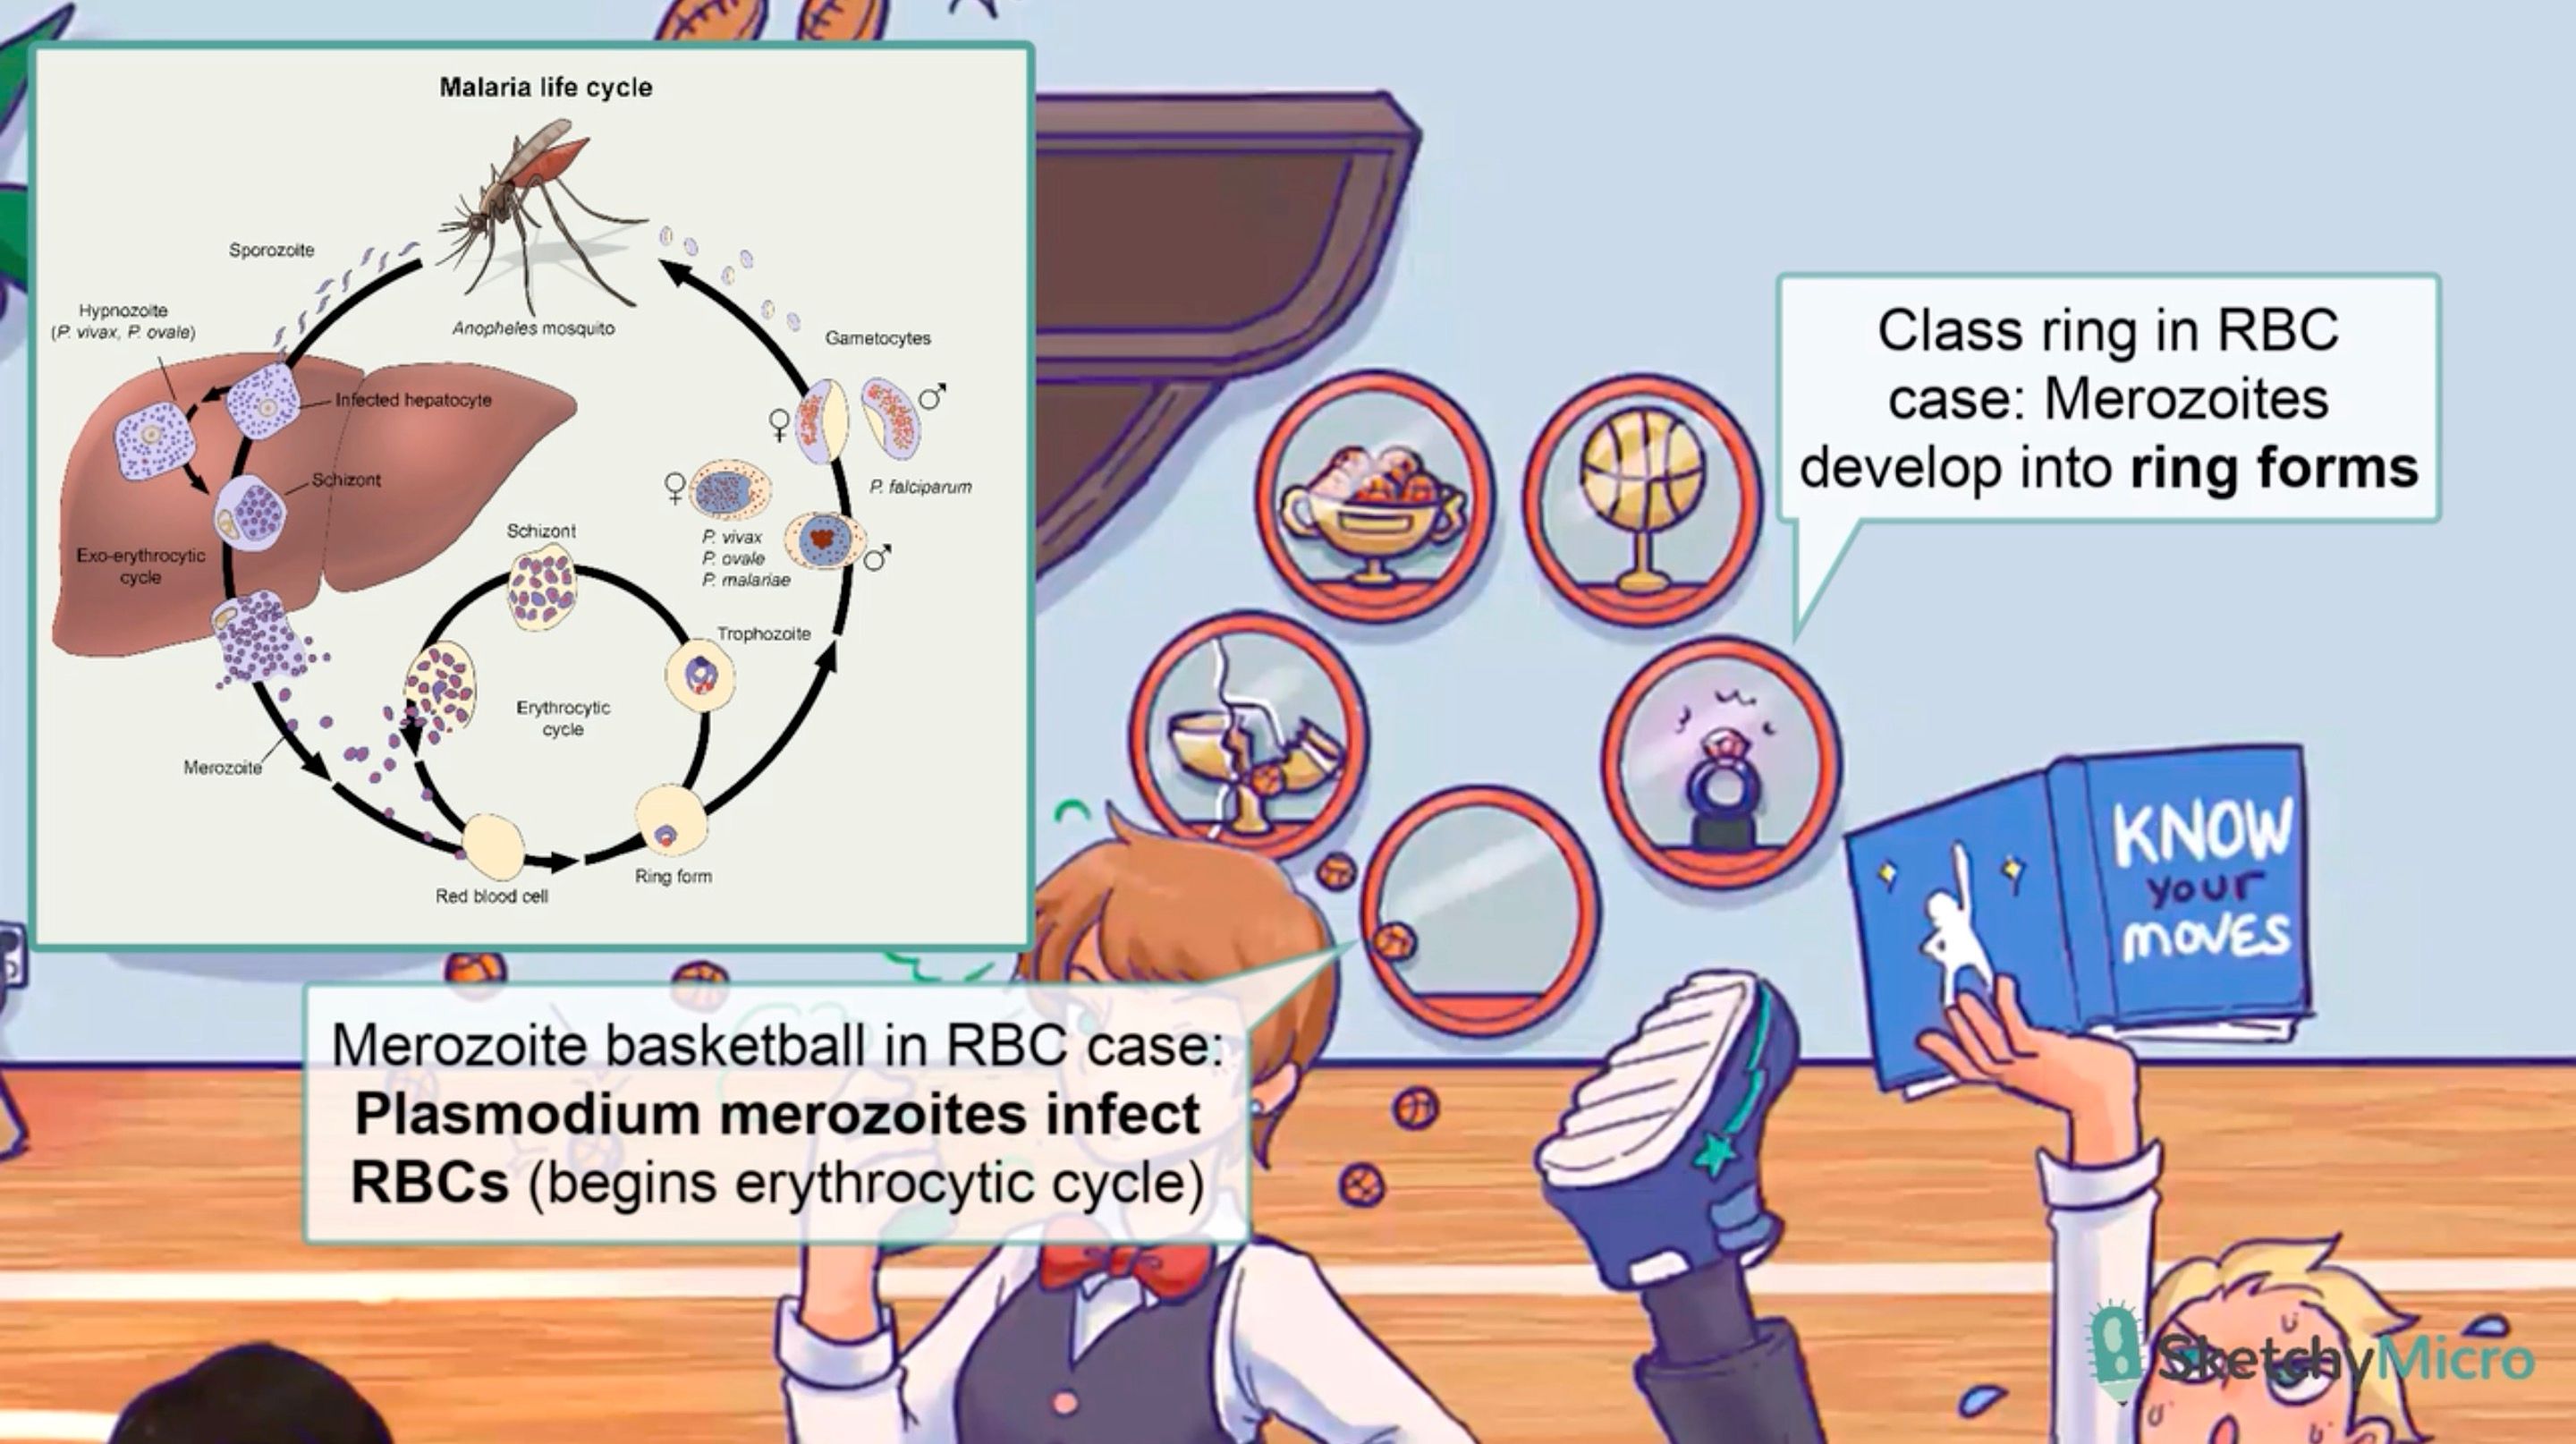 Malaria life cycle
Sporozoite
Anopheles mosquito
Hypnozoite
(P. vivax, P. ovale)
Infected hepatocyte
Schizont
Exo-erythrocytic
cycle
Merozoite
Schizont
Trophozoite
Erythrocytic
cycle
Red blood cell
Ring form
Gametocytes
♀
♂
P. falciparum
♀
P. vivax
P. ovale
P. malariae
♂
Class ring in RBC
case: Merozoites
develop into ring forms
KNOW
your
MOVES
Merozoite basketball in RBC case:
Plasmodium merozoites infect
RBCs (begins erythrocytic cycle)
SketchyMicro